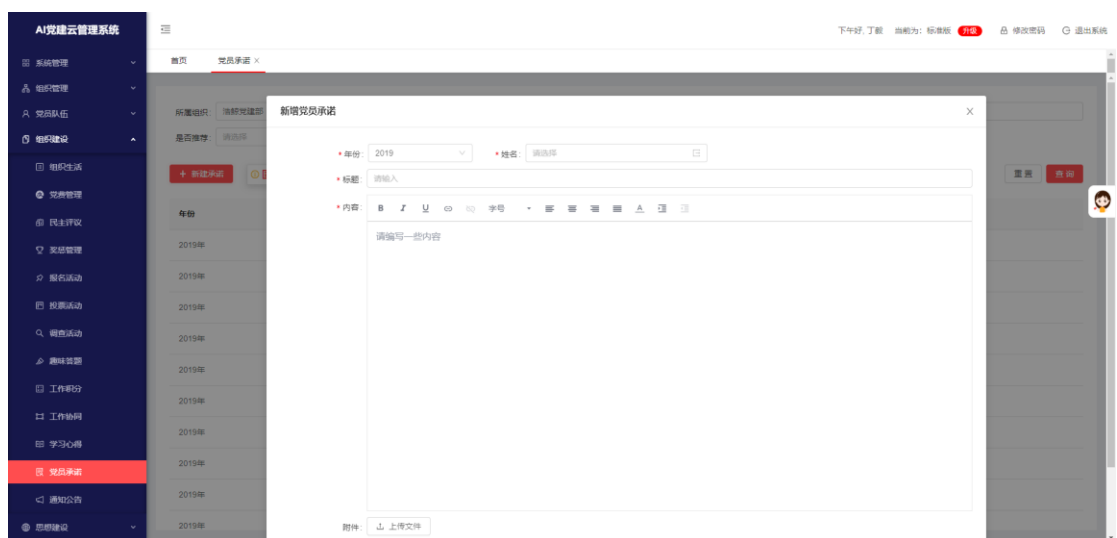 AI党建云管理系统
下午好, 丁毅 当前为: 标准版 升级 修改密码 退出系统
系统管理
组织管理
党员队伍
组织建设
组织生活
党费管理
民主评议
奖惩管理
报名活动
投票活动
调查活动
趣味答题
工作积分
工作协同
学习心得
党员承诺
通知公告
思想建设
首页 党员承诺 ×
所属组织:
是否推荐: 请选择
+ 新建承诺
重置 查询
年份
2019年
2019年
2019年
2019年
2019年
2019年
2019年
2019年
2019年
2019年
新增党员承诺 ×
* 年份: 2019 * 姓名: 请选择
* 标题: 请输入
* 内容: B I U 字号 A
请编写一些内容
附件: 上传文件